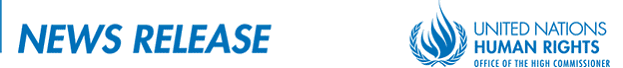 NEWS RELEASE
UNITED NATIONS
HUMAN RIGHTS
OFFICE OF THE HIGH COMMISSIONER